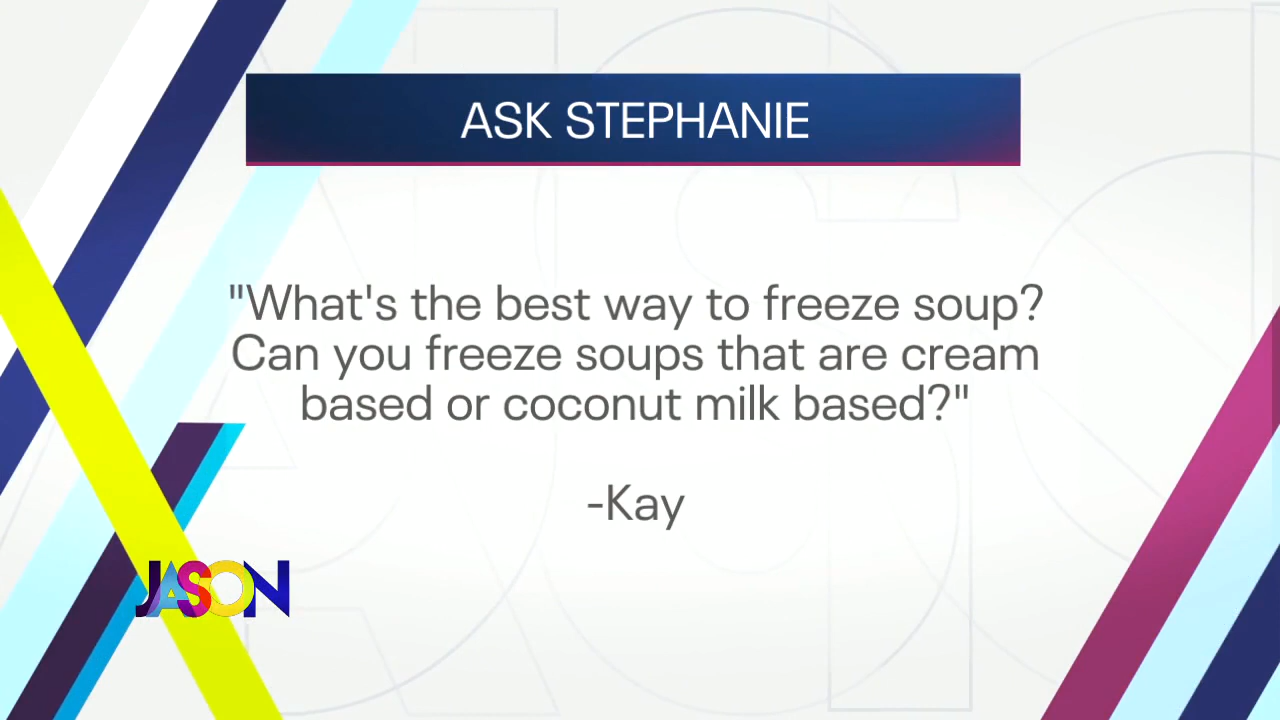 ASK STEPHANIE
"What's the best way to freeze soup?
Can you freeze soups that are cream
based or coconut milk based?"
-Kay
JASON